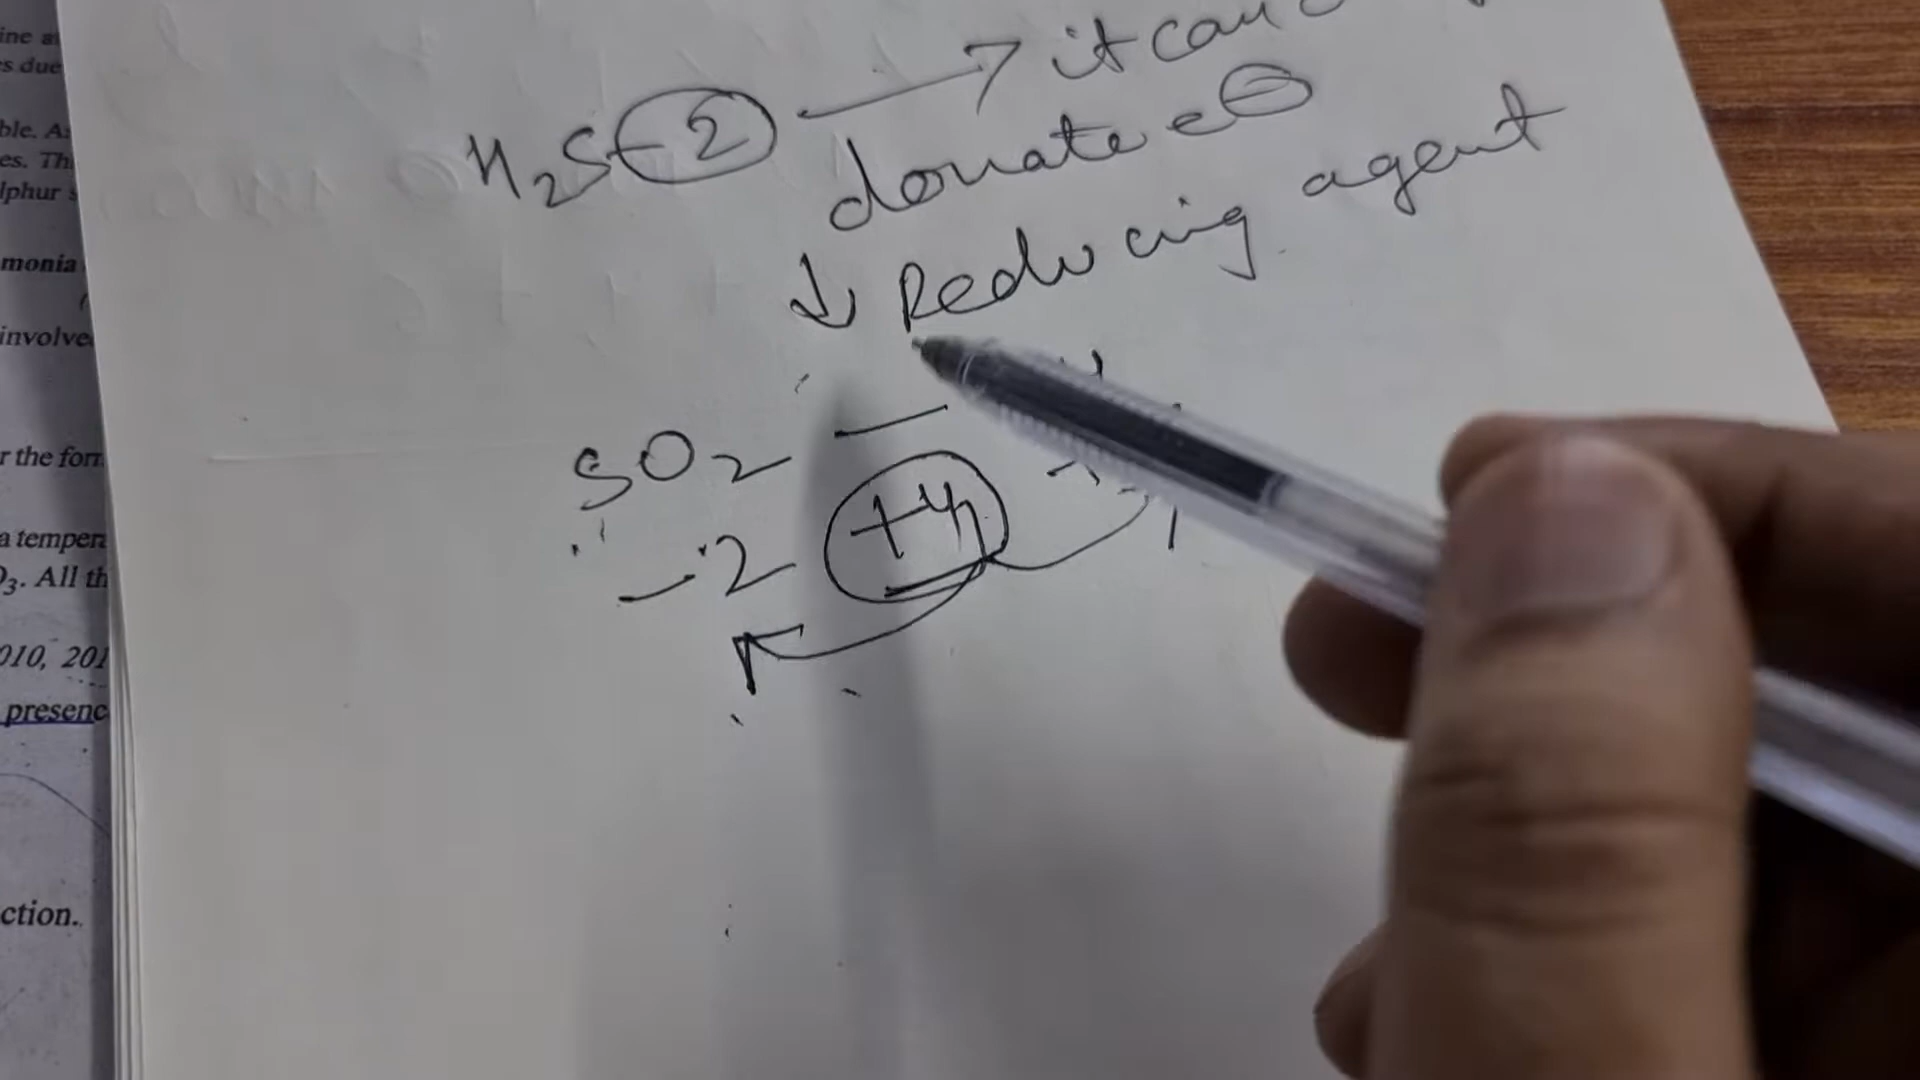 it can
H2S -2 → donate e⊖
↓ Reducing agent
SO2 —
-2 +4
ine a
s due
ble. A
es. Th
lphur s
monia
involve
r the for
a temper
O3. All th
010, 201
presenc
ction.